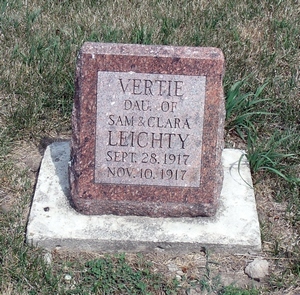 VERTIE
DAU. OF
SAM & CLARA
LEICHTY
SEPT. 28, 1917
NOV. 10, 1917